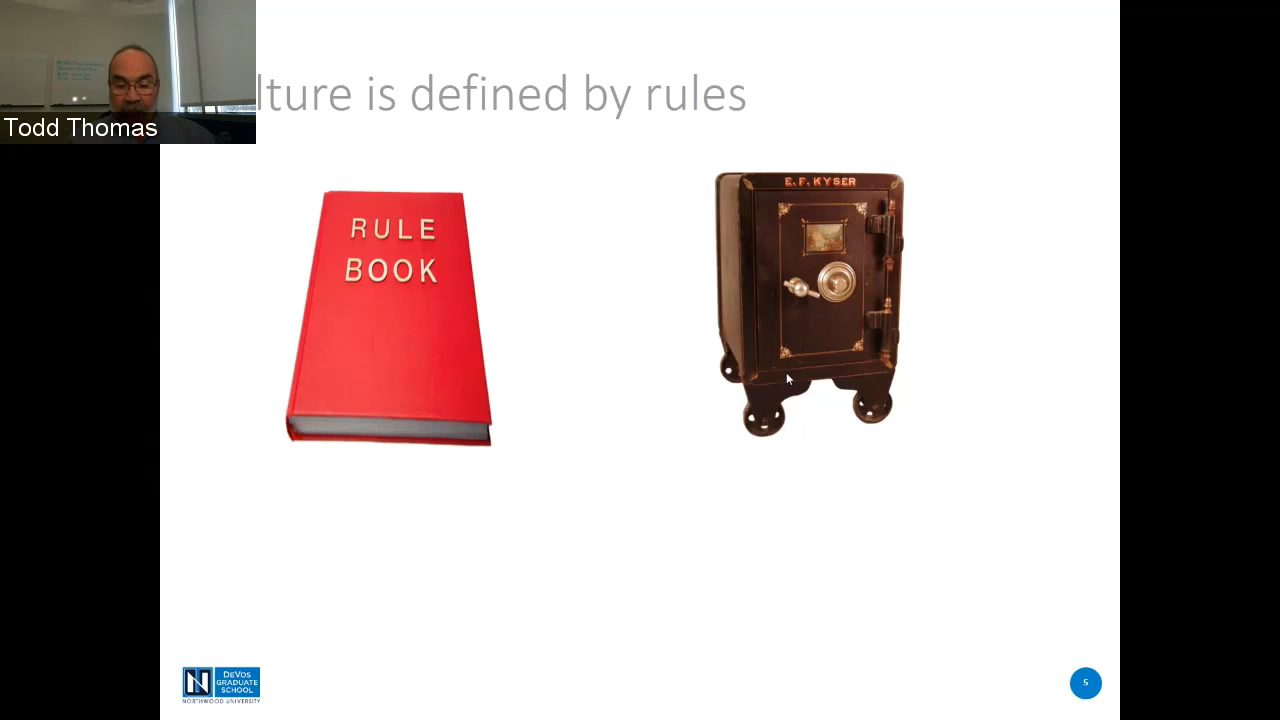 lture is defined by rules
Todd Thomas
RULE
BOOK
E. F. KYSER
N
DeVos
GRADUATE
SCHOOL
NORTHWOOD UNIVERSITY
5